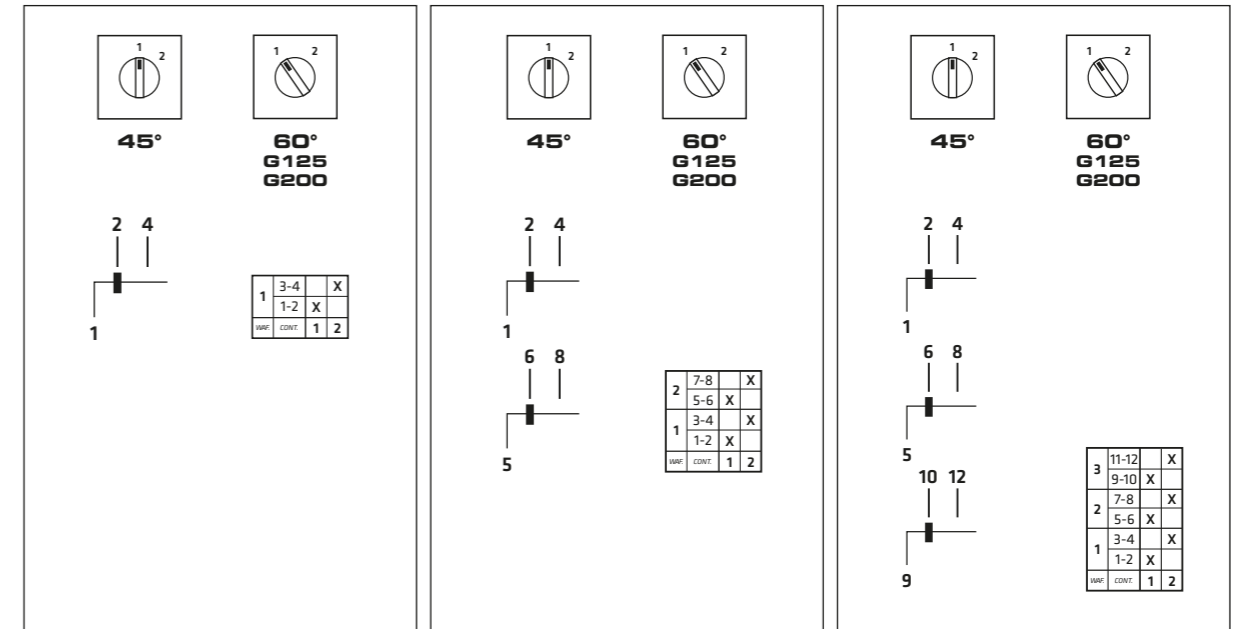 1
2
45°
1 2
60°
G125
G200
2 4
1
1 3-4 X
1-2 X
WAF. CONT. 1 2
1
2
45°
1 2
60°
G125
G200
2 4
1
6 8
5
2 7-8 X
5-6 X
1 3-4 X
1-2 X
WAF. CONT. 1 2
1
2
45°
1 2
60°
G125
G200
2 4
1
6 8
5
10 12
9
3 11-12 X
9-10 X
2 7-8 X
5-6 X
1 3-4 X
1-2 X
WAF. CONT. 1 2